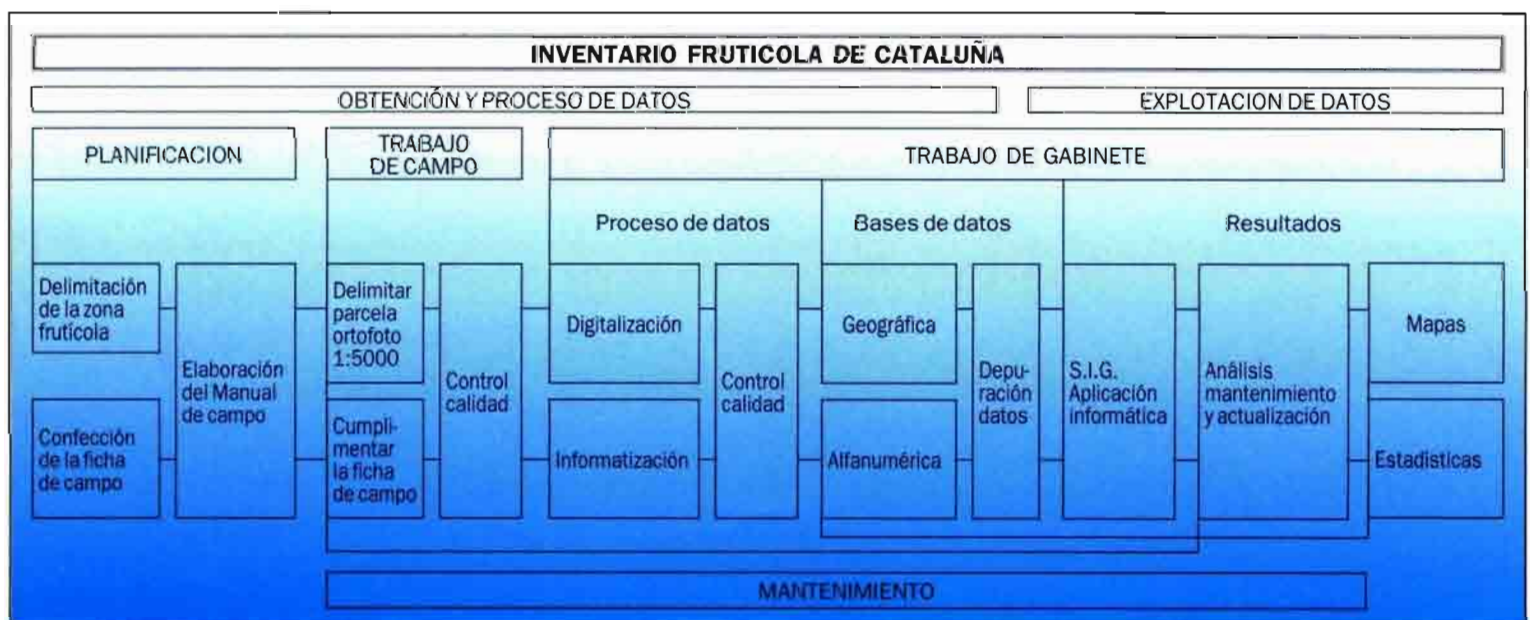 INVENTARIO FRUTICOLA DE CATALUÑA
OBTENCIÓN Y PROCESO DE DATOS
EXPLOTACION DE DATOS
PLANIFICACION
TRABAJO
DE CAMPO
TRABAJO DE GABINETE
Proceso de datos
Bases de datos
Resultados
Delimitación
de la zona
frutícola
Confección
de la ficha
de campo
Elaboración
del Manual
de campo
Delimitar
parcela
ortofoto
1:5000
Cumpli-
mentar
la ficha
de campo
Control
calidad
Digitalización
Informatización
Control
calidad
Geográfica
Alfanumérica
Depu-
ración
datos
S.I.G.
Aplicación
informática
Análisis
mantenimiento
y actualización
Mapas
Estadisticas
MANTENIMIENTO